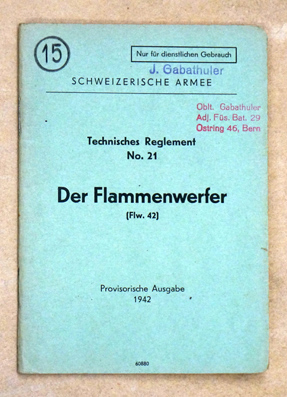 15
Nur für dienstlichen Gebrauch
J. Gabathuler
SCHWEIZERISCHE ARMEE
Oblt. Gabathuler
Adj. Füs. Bat. 29
Ostring 46, Bern
Technisches Reglement
No. 21
Der Flammenwerfer
(Flw. 42)
Provisorische Ausgabe
1942
60880